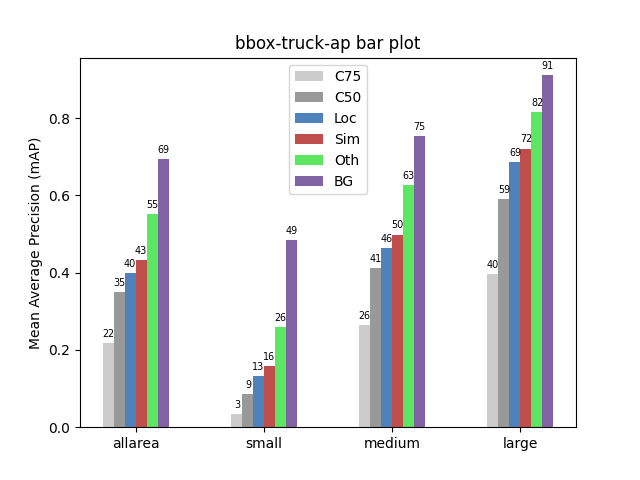 bbox-truck-ap bar plot
Mean Average Precision (mAP)
0.8
0.6
0.4
0.2
0.0
C75
C50
Loc
Sim
Oth
BG
22 35 40 43 55 69
3 9 13 16 26 49
26 41 46 50 63 75
40 59 69 72 82 91
allarea small medium large